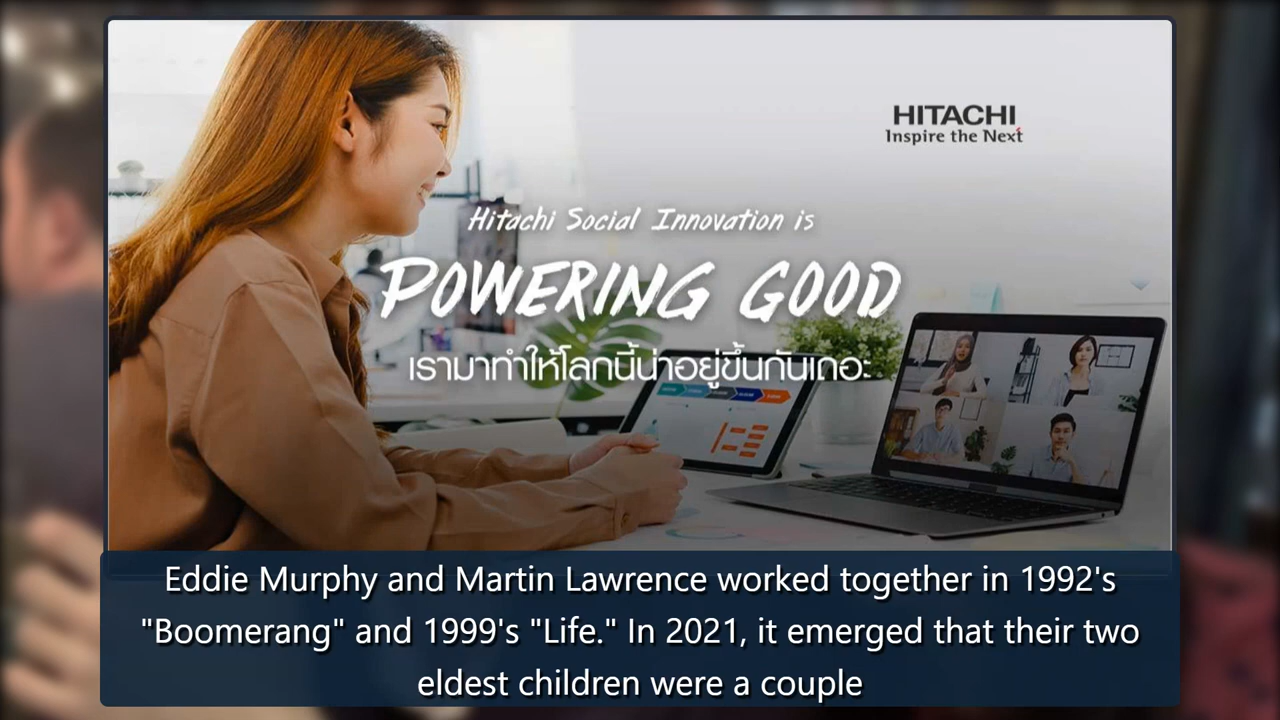 HITACHI
Inspire the Next
Hitachi Social Innovation is
POWERING GOOD
เรามาทำให้โลกนี้น่าอยู่ขึ้นกันเถอะ
Eddie Murphy and Martin Lawrence worked together in 1992's
"Boomerang" and 1999's "Life." In 2021, it emerged that their two
eldest children were a couple